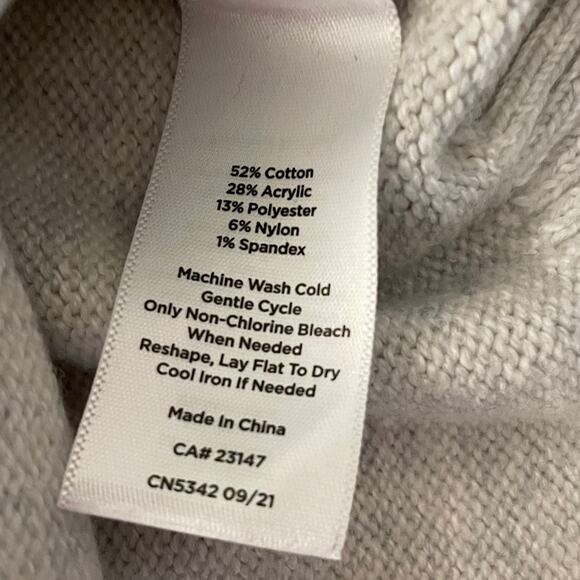 52% Cotton
28% Acrylic
13% Polyester
6% Nylon
1% Spandex
Machine Wash Cold
Gentle Cycle
Only Non-Chlorine Bleach
When Needed
Reshape, Lay Flat To Dry
Cool Iron If Needed
Made In China
CA# 23147
CN5342 09/21